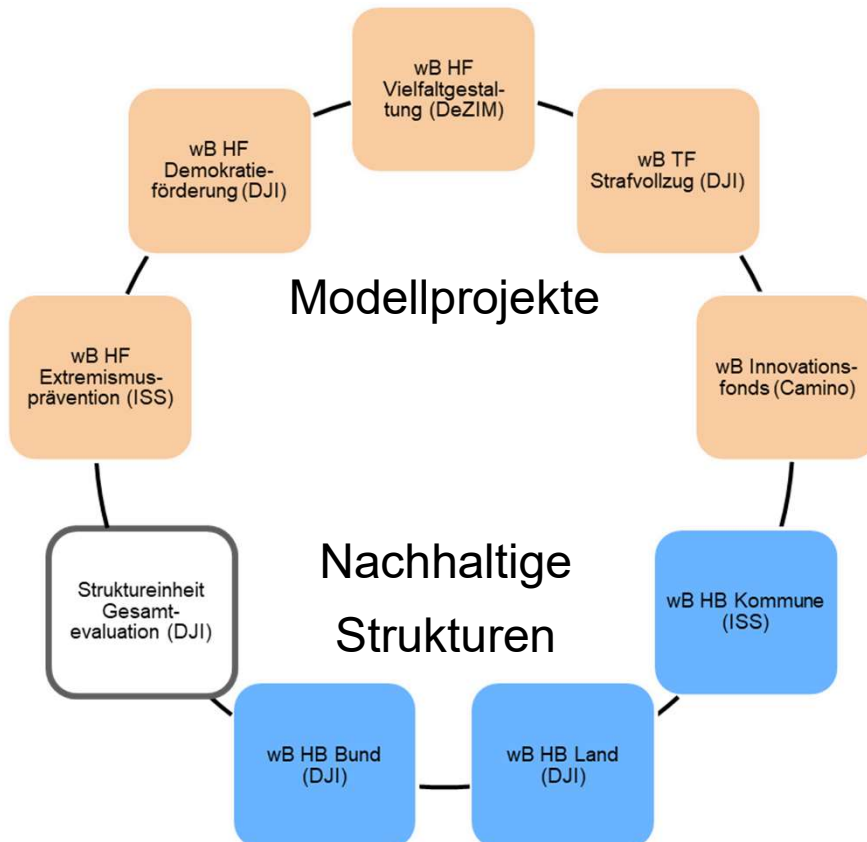 wB HF
Vielfaltgestal-
tung (DeZIM)
wB HF
Demokratie-
förderung (DJI)
wB TF
Strafvollzug (DJI)
Modellprojekte
wB HF
Extremismus-
prävention (ISS)
wB Innovations-
fonds (Camino)
Nachhaltige
Strukturen
Struktureinheit
Gesamt-
evaluation (DJI)
wB HB Kommune
(ISS)
wB HB Bund
(DJI)
wB HB Land
(DJI)